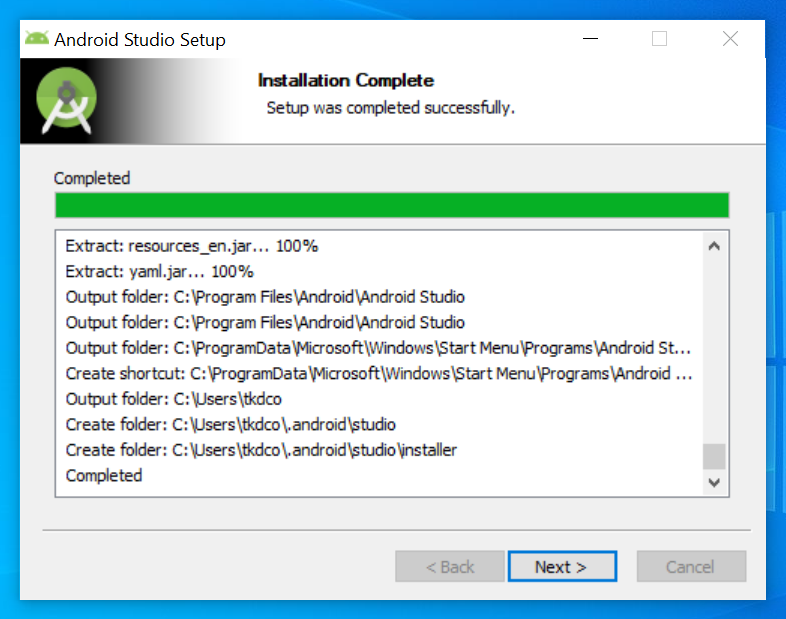 Android Studio Setup
Installation Complete
Setup was completed successfully.
Completed
Extract: resources_en.jar... 100%
Extract: yaml.jar... 100%
Output folder: C:\Program Files\Android\Android Studio
Output folder: C:\Program Files\Android\Android Studio
Output folder: C:\ProgramData\Microsoft\Windows\Start Menu\Programs\Android St...
Create shortcut: C:\ProgramData\Microsoft\Windows\Start Menu\Programs\Android ...
Output folder: C:\Users\tkdco
Create folder: C:\Users\tkdco\.android\studio
Create folder: C:\Users\tkdco\.android\studio\installer
Completed
< Back Next > Cancel